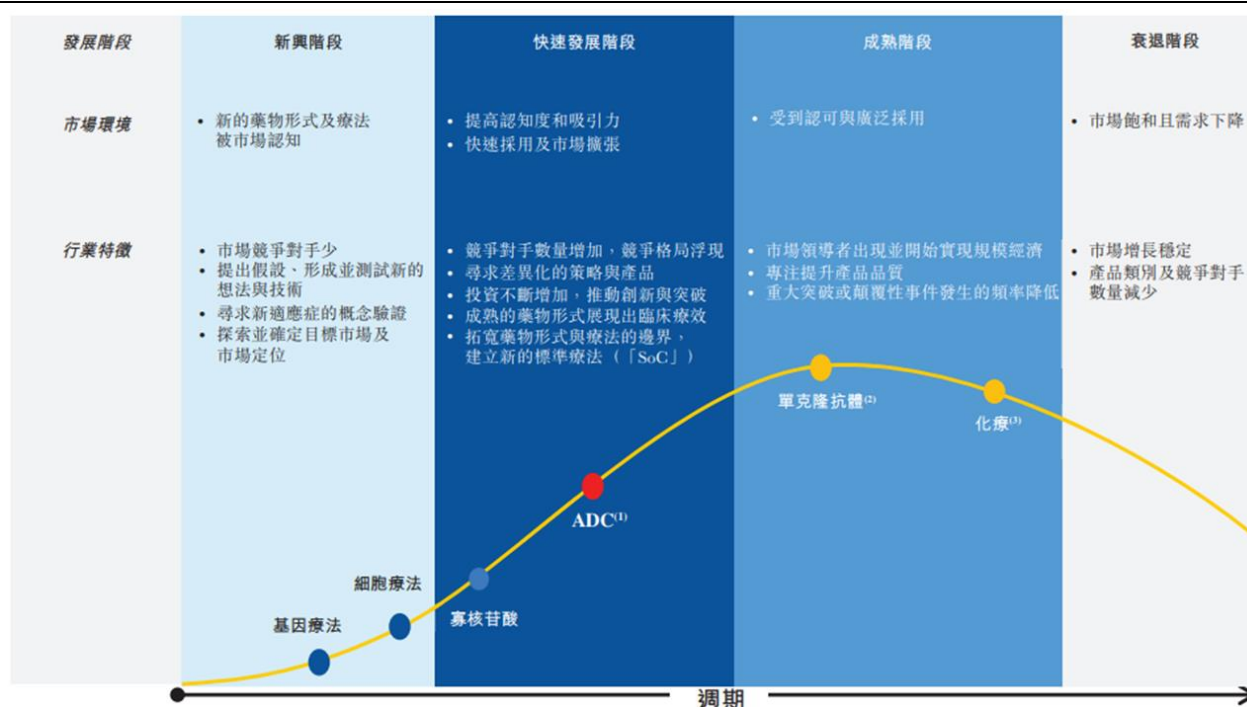 發展階段
新興階段
快速發展階段
成熟階段
衰退階段
市場環境
• 新的藥物形式及療法
被市場認知
• 提高認知度和吸引力
• 快速採用及市場擴張
• 受到認可與廣泛採用
• 市場飽和且需求下降
行業特徵
• 市場競爭對手少
• 提出假設、形成並測試新的
想法與技術
• 尋求新適應症的概念驗證
• 探索並確定目標市場及
市場定位
• 競爭對手數量增加，競爭格局浮現
• 尋求差異化的策略與產品
• 投資不斷增加，推動創新與突破
• 成熟的藥物形式展現出臨床療效
• 拓寬藥物形式與療法的邊界，
建立新的標準療法（「SoC」）
• 市場領導者出現並開始實現規模經濟
• 專注提升產品品質
• 重大突破或顛覆性事件發生的頻率降低
• 市場增長穩定
• 產品類別及競爭對手
數量減少
單克隆抗體(2)
化療(3)
ADC(1)
細胞療法
寡核苷酸
基因療法
週期